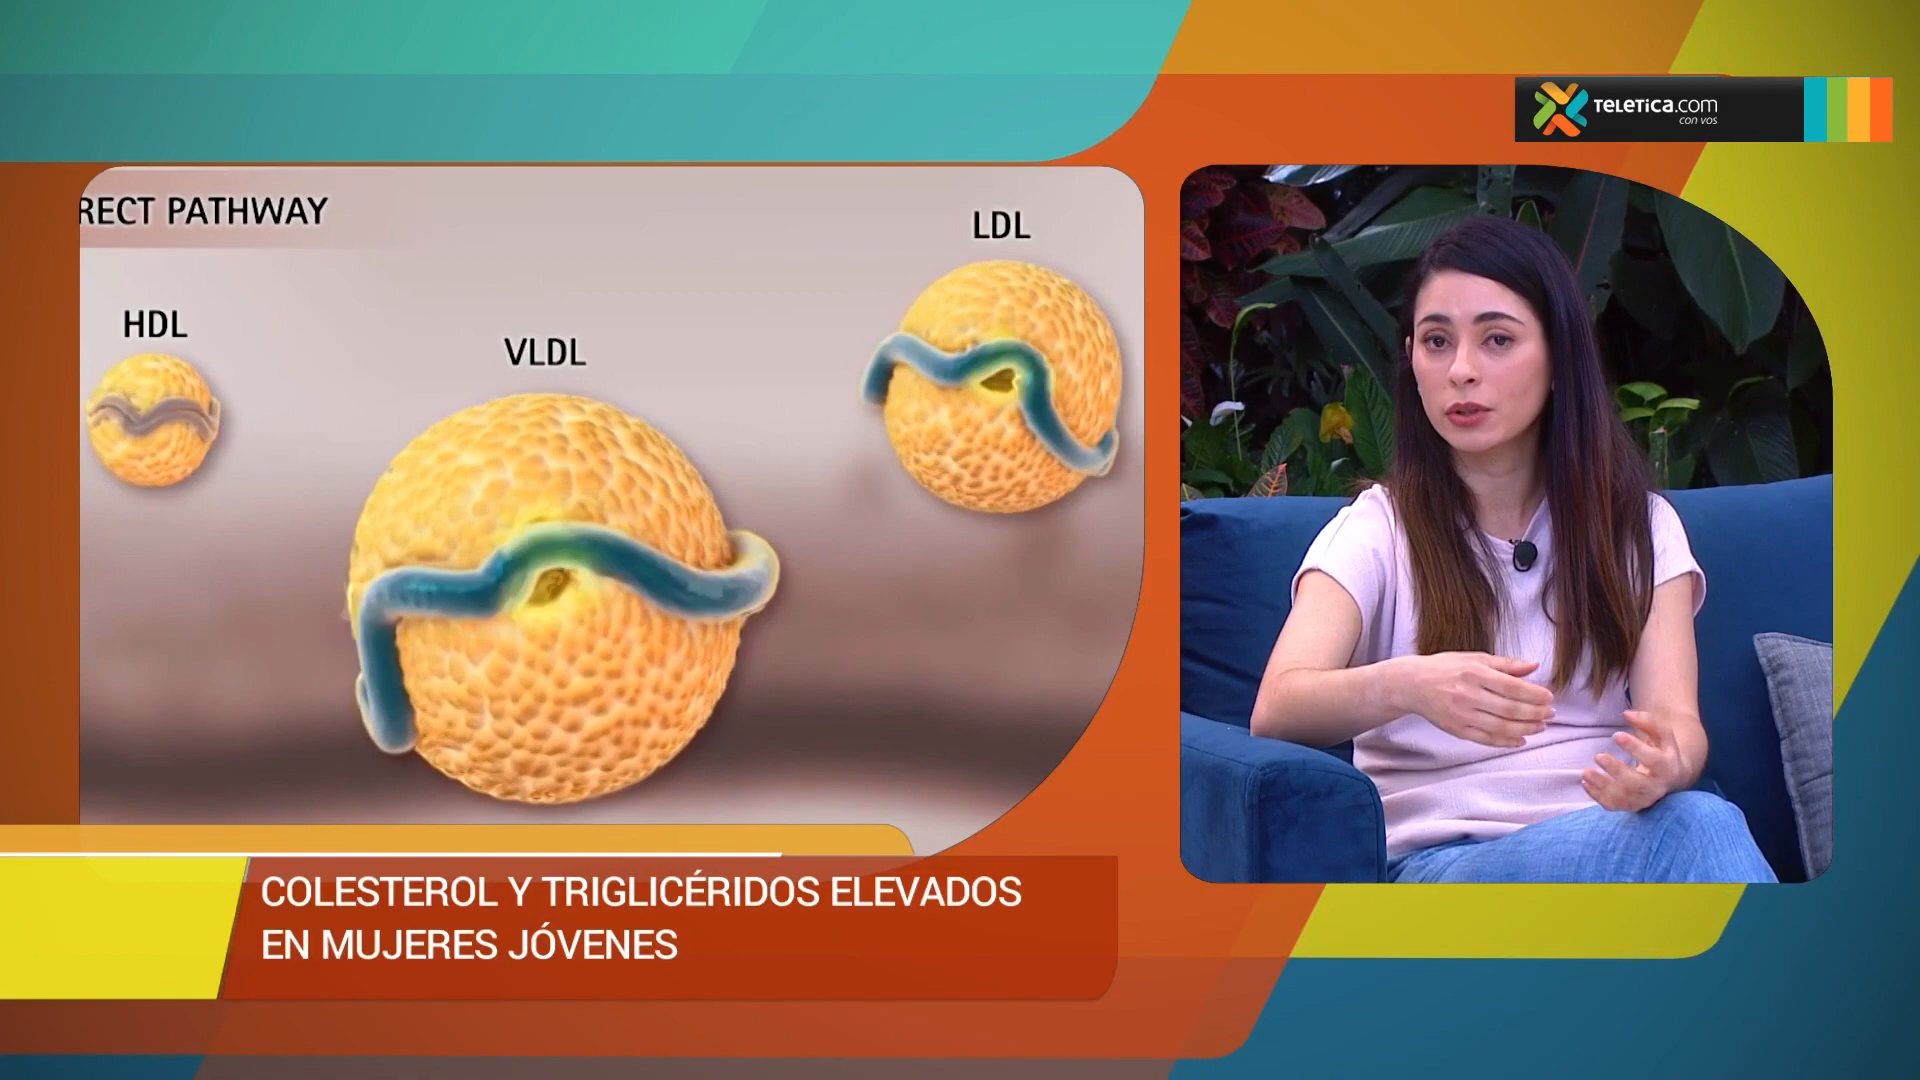 TELETICA.COM
con vos
RECT PATHWAY
LDL
HDL
VLDL
COLESTEROL Y TRIGLICÉRIDOS ELEVADOS
EN MUJERES JÓVENES